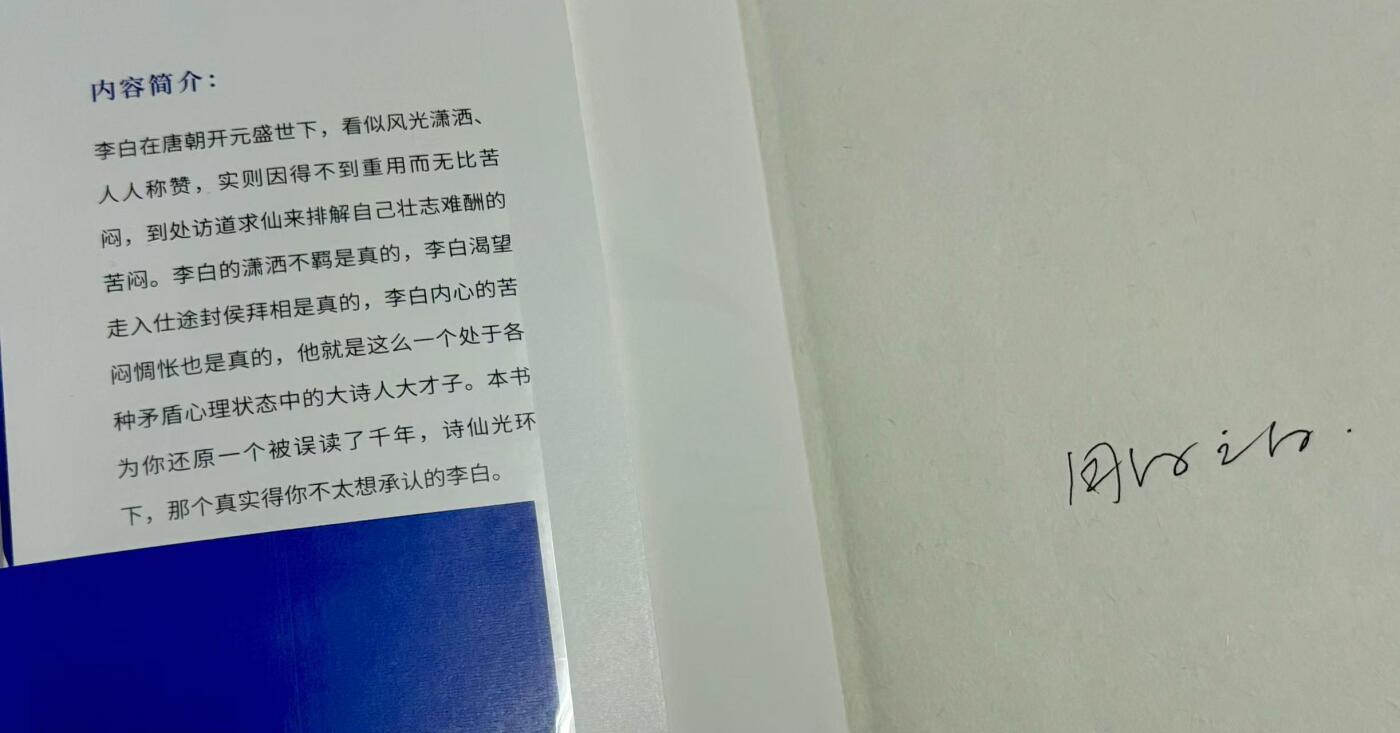 内容简介：
李白在唐朝开元盛世下，看似风光潇洒、
人人称赞，实则因得不到重用而无比苦
闷，到处访道求仙来排解自己壮志难酬的
苦闷。李白的潇洒不羁是真的，李白渴望
走入仕途封侯拜相是真的，李白内心的苦
闷惆怅也是真的，他就是这么一个处于各
种矛盾心理状态中的大诗人大才子。本书
为你还原一个被误读了千年，诗仙光环
下，那个真实得你不太想承认的李白。